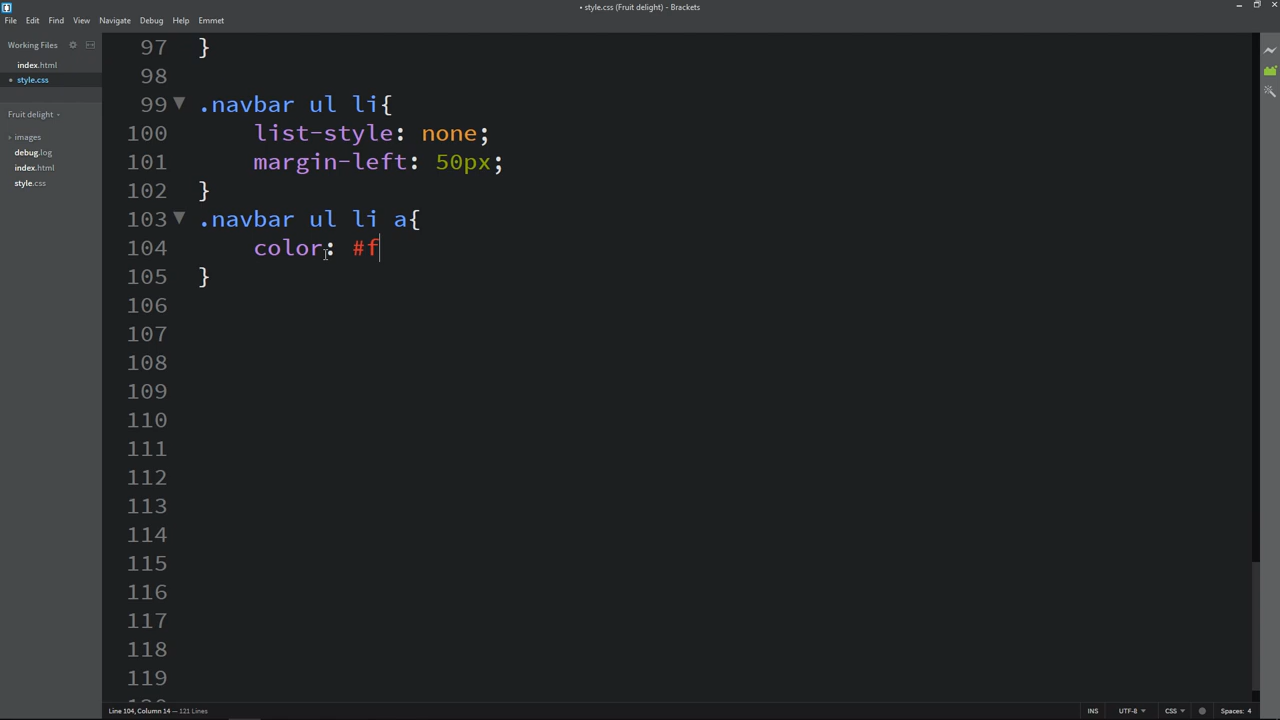 • style.css (Fruit delight) - Brackets
File Edit Find View Navigate Debug Help Emmet
Working Files
index.html
• style.css
Fruit delight
images
debug.log
index.html
style.css
97 }
98
99 .navbar ul li{
100 list-style: none;
101 margin-left: 50px;
102 }
103 .navbar ul li a{
104 color: #f
105 }
106
107
108
109
110
111
112
113
114
115
116
117
118
119
Line 104, Column 14 — 121 Lines
INS UTF-8 CSS Spaces: 4